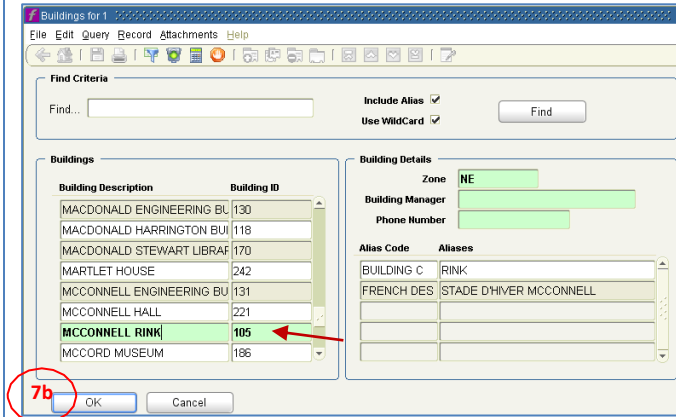 Buildings for 1
File Edit Query Record Attachments Help
Find Criteria
Find...
Include Alias
Use WildCard
Find
Buildings
Building Description Building ID
MACDONALD ENGINEERING BU 130
MACDONALD HARRINGTON BUI 118
MACDONALD STEWART LIBRAF 170
MARTLET HOUSE 242
MCCONNELL ENGINEERING BU 131
MCCONNELL HALL 221
MCCONNELL RINK 105
MCCORD MUSEUM 186
Building Details
Zone NE
Building Manager
Phone Number
Alias Code Aliases
BUILDING C RINK
FRENCH DES STADE D'HIVER MCCONNELL
7b
OK Cancel